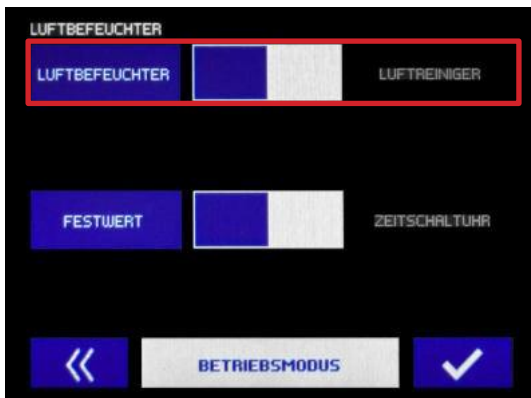 LUFTBEFEUCHTER
LUFTBEFEUCHTER LUFTREINIGER
FESTWERT ZEITSCHALTUHR
BETRIEBSMODUS